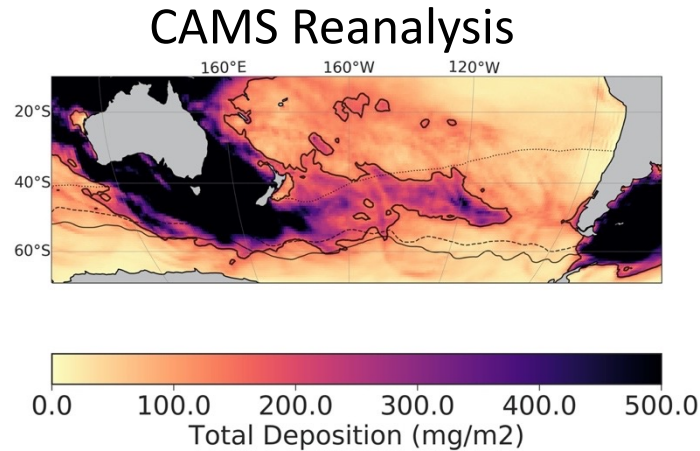 CAMS Reanalysis
160°E 160°W 120°W
20°S
40°S
60°S
0.0 100.0 200.0 300.0 400.0 500.0
Total Deposition (mg/m2)